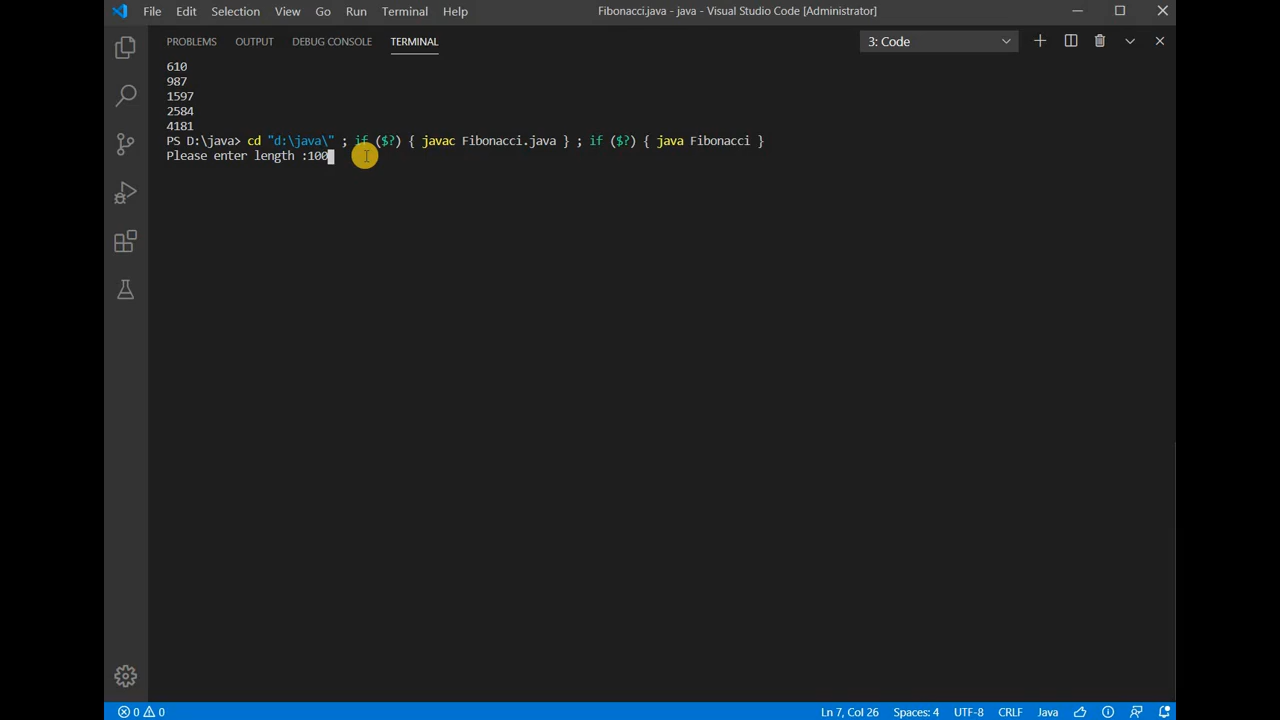 File Edit Selection View Go Run Terminal Help Fibonacci.java - java - Visual Studio Code [Administrator]
PROBLEMS OUTPUT DEBUG CONSOLE TERMINAL 3: Code
610
987
1597
2584
4181
PS D:\java> cd "d:\java\" ; if ($?) { javac Fibonacci.java } ; if ($?) { java Fibonacci }
Please enter length :100
0 0 Ln 7, Col 26 Spaces: 4 UTF-8 CRLF Java